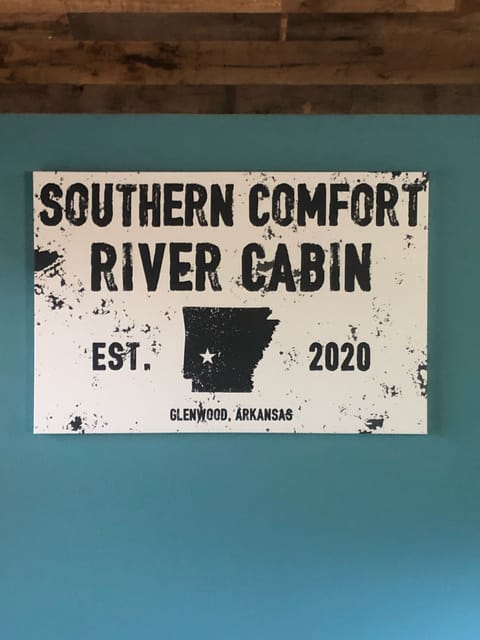 SOUTHERN COMFORT
RIVER CABIN
EST. 2020
GLENWOOD, ARKANSAS